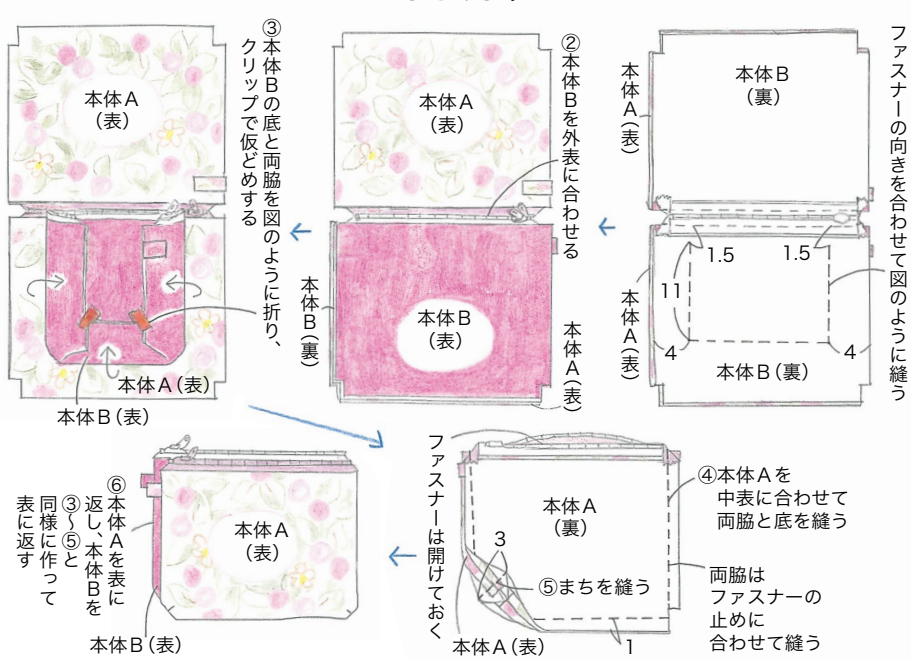 ファスナーの向きを合わせて図のように縫う
本体B
(裏)
本体A(表)
1.5
1.5
11
本体A(表)
4
4
本体B(裏)
②本体Bを外表に合わせる
本体A
(表)
本体B(裏)
本体B
(表)
本体A(表)
③本体Bの底と両脇を図のように折り、
クリップで仮どめする
本体A
(表)
本体A(表)
本体B(表)
ファスナーは開けておく
本体A
(裏)
④本体Aを
中表に合わせて
両脇と底を縫う
3
⑤まちを縫う
両脇は
ファスナーの
止めに
合わせて縫う
本体A(表)
1
⑥本体Aを表に
返し、本体Bを
③〜⑤と
同様に作って
表に返す
本体A
(表)
本体B(表)